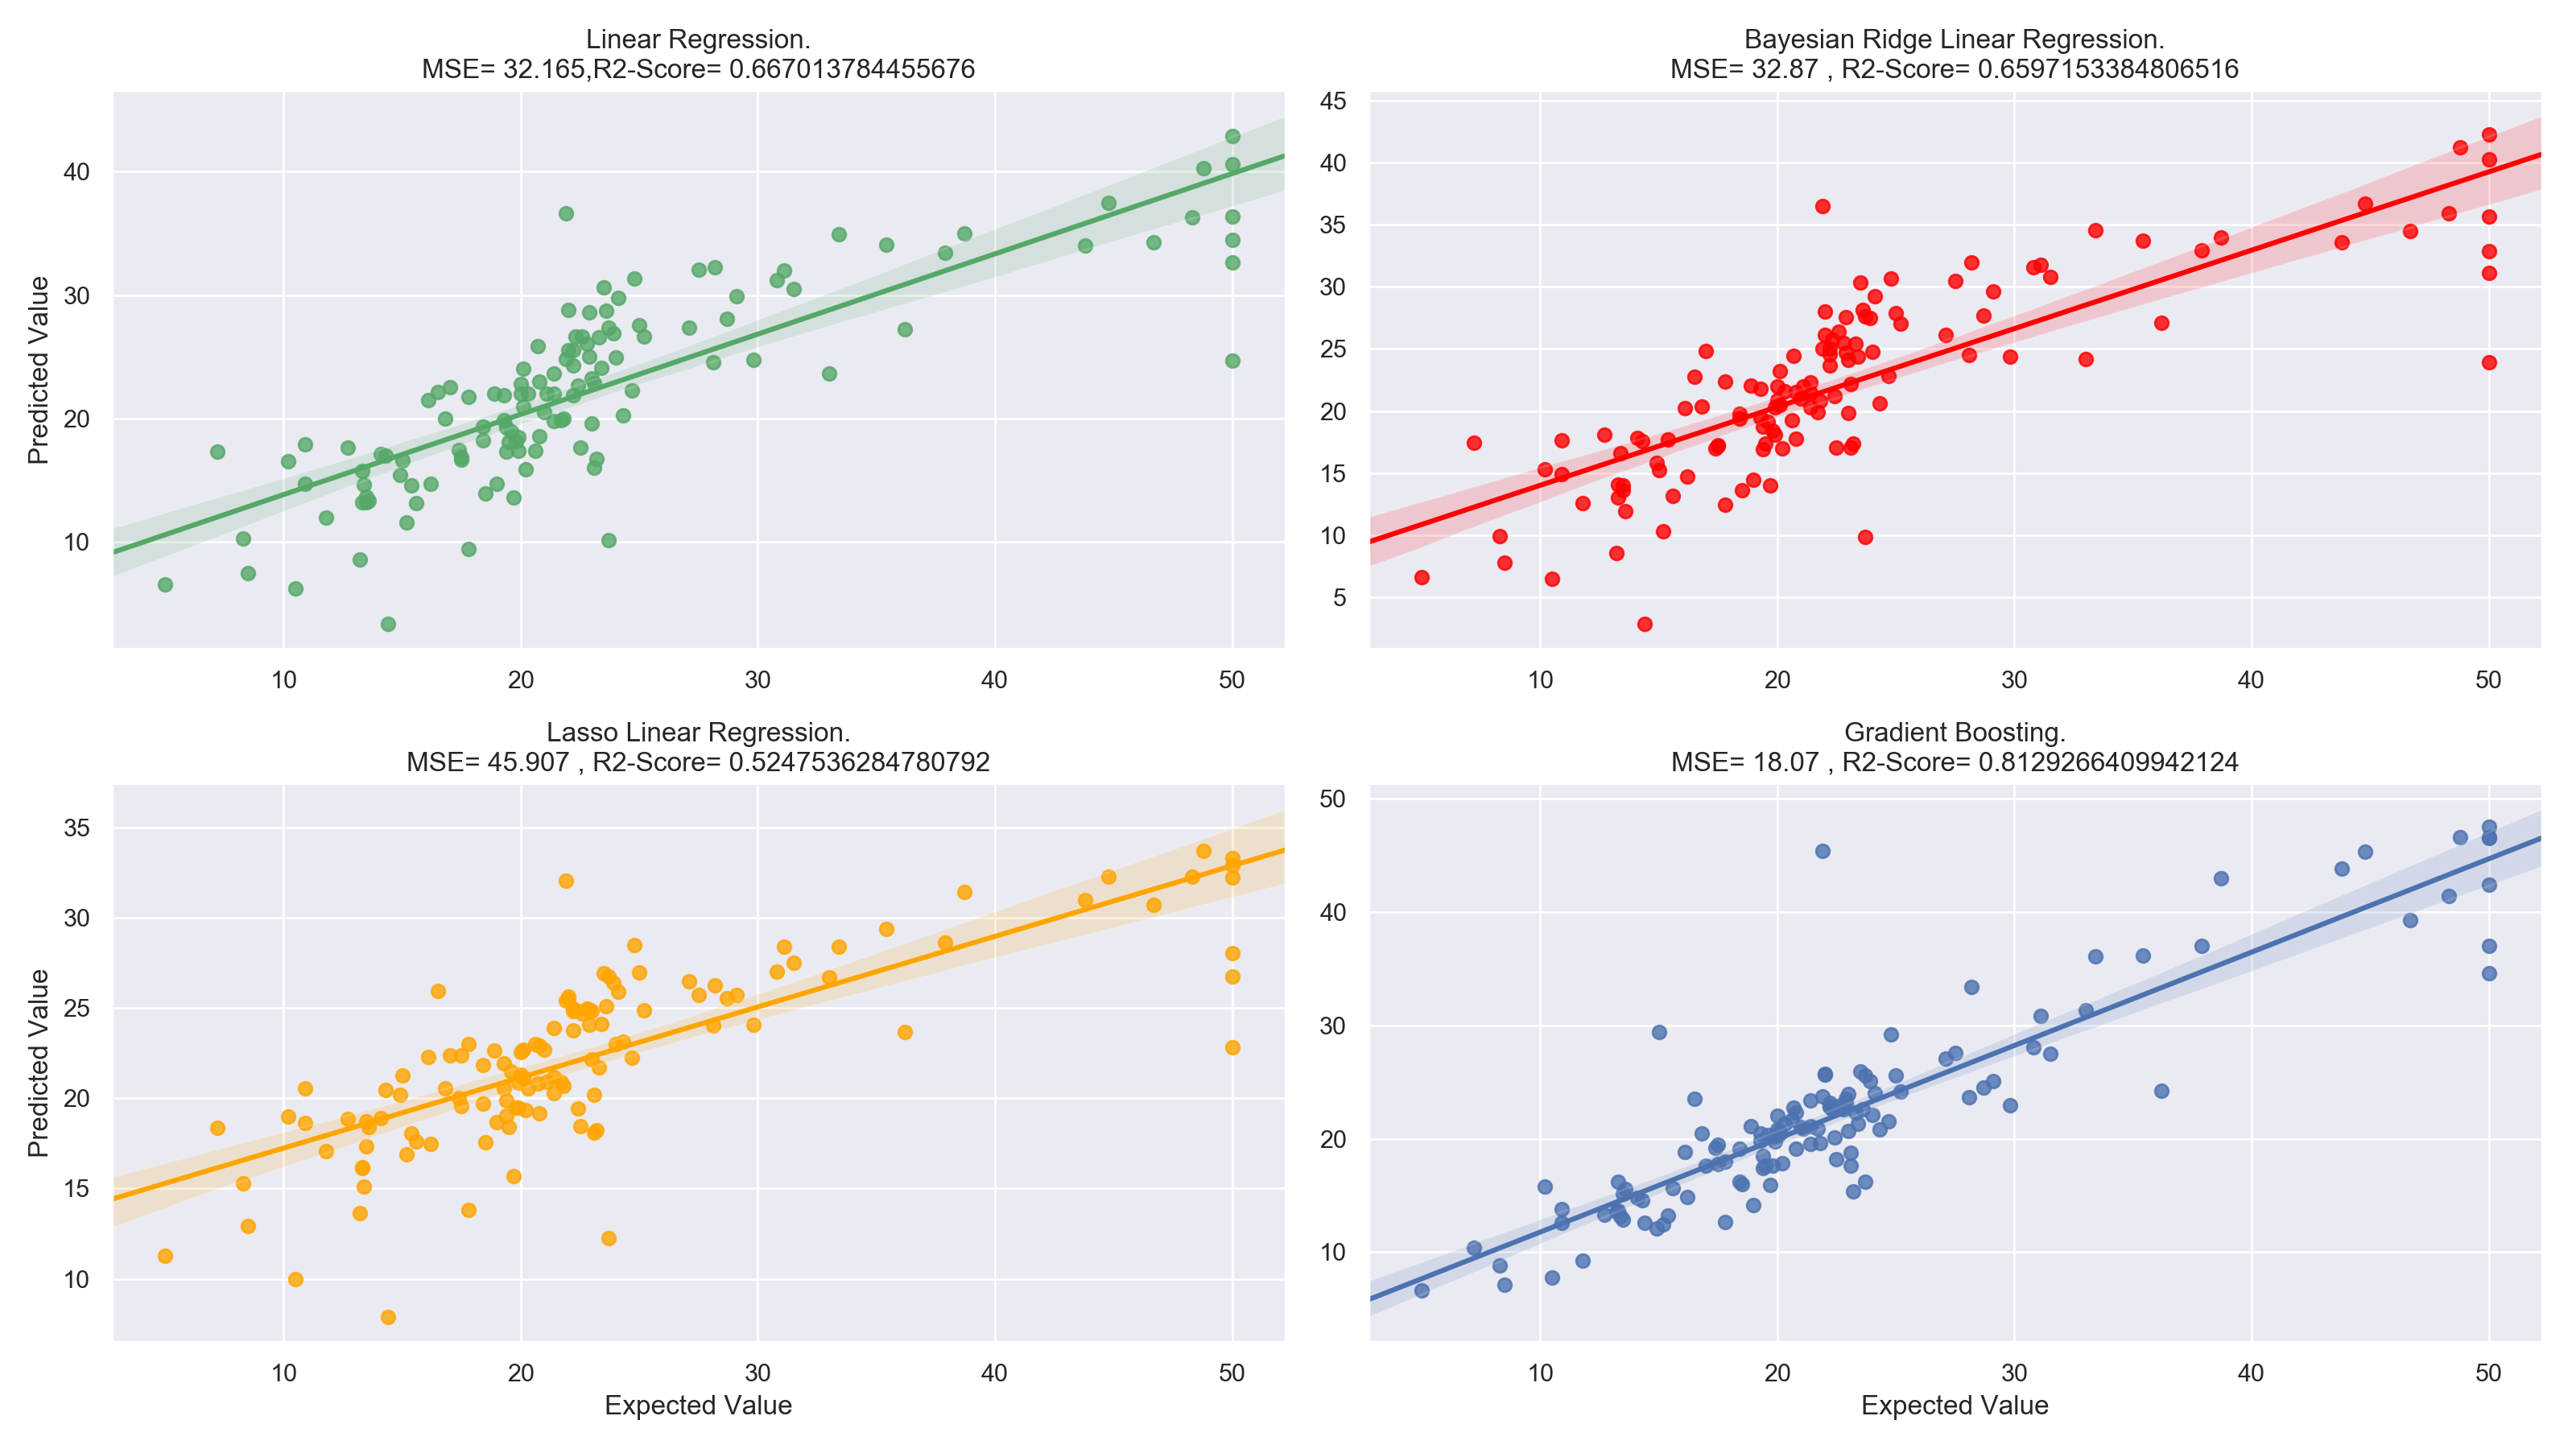 Linear Regression.
MSE= 32.165,R2-Score= 0.667013784455676
Predicted Value
40
30
20
10
10 20 30 40 50
Bayesian Ridge Linear Regression.
MSE= 32.87 , R2-Score= 0.6597153384806516
45
40
35
30
25
20
15
10
5
10 20 30 40 50
Lasso Linear Regression.
MSE= 45.907 , R2-Score= 0.5247536284780792
Predicted Value
35
30
25
20
15
10
10 20 30 40 50
Expected Value
Gradient Boosting.
MSE= 18.07 , R2-Score= 0.8129266409942124
50
40
30
20
10
10 20 30 40 50
Expected Value